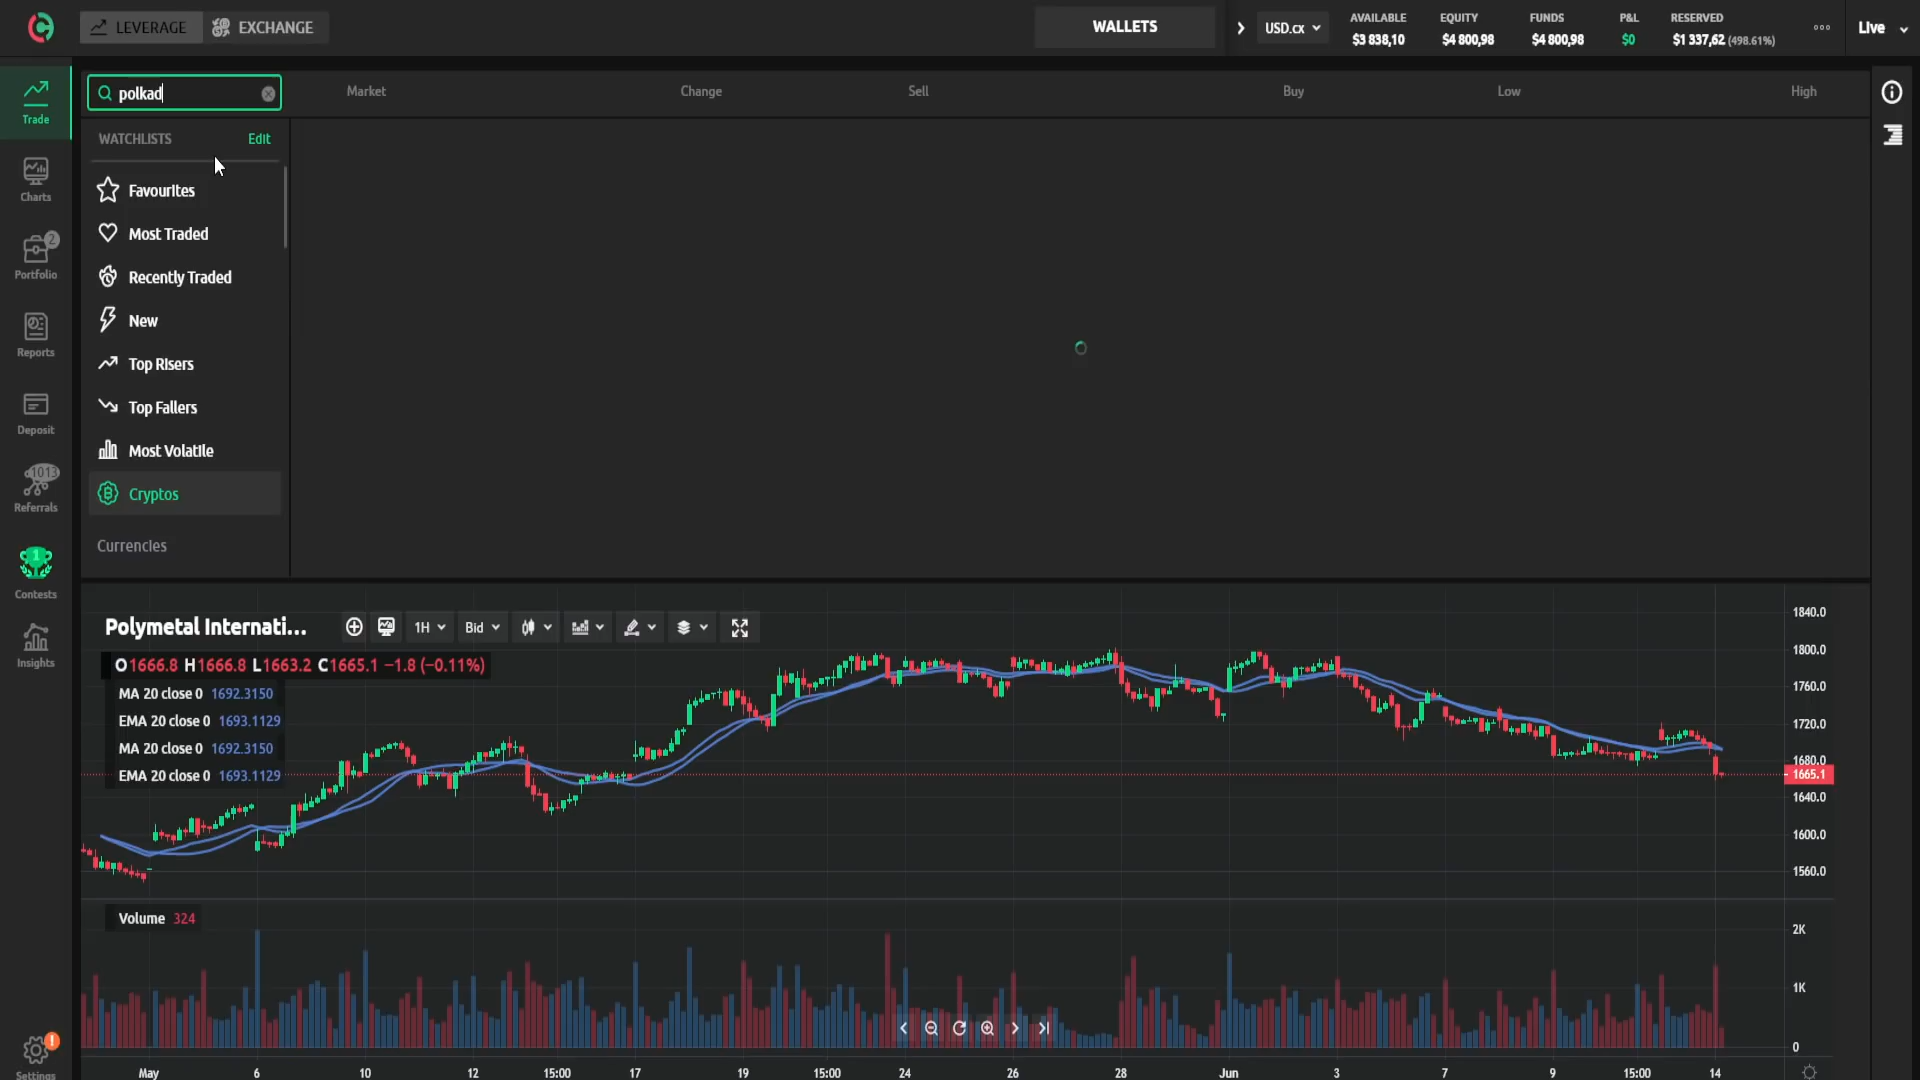 LEVERAGE EXCHANGE WALLETS USD.cx AVAILABLE EQUITY FUNDS P&L RESERVED Live
$3 838,10 $4 800,98 $4 800,98 $0 $1 337,62 (498.61%)
Trade
Charts
2
Portfolio
Reports
Deposit
1013
Referrals
1
Contests
Insights
Settings
polkad
Market Change Sell Buy Low High
WATCHLISTS Edit
Favourites
Most Traded
Recently Traded
New
Top Risers
Top Fallers
Most Volatile
Cryptos
Currencies
Polymetal Internati... 1H Bid
O1666.8 H1666.8 L1663.2 C1665.1 −1.8 (−0.11%)
MA 20 close 0 1692.3150
EMA 20 close 0 1693.1129
MA 20 close 0 1692.3150
EMA 20 close 0 1693.1129
1840.0
1800.0
1760.0
1720.0
1680.0
1665.1
1640.0
1600.0
1560.0
Volume 324
2K
1K
0
May 6 10 12 15:00 17 19 15:00 24 26 28 Jun 3 7 9 15:00 14